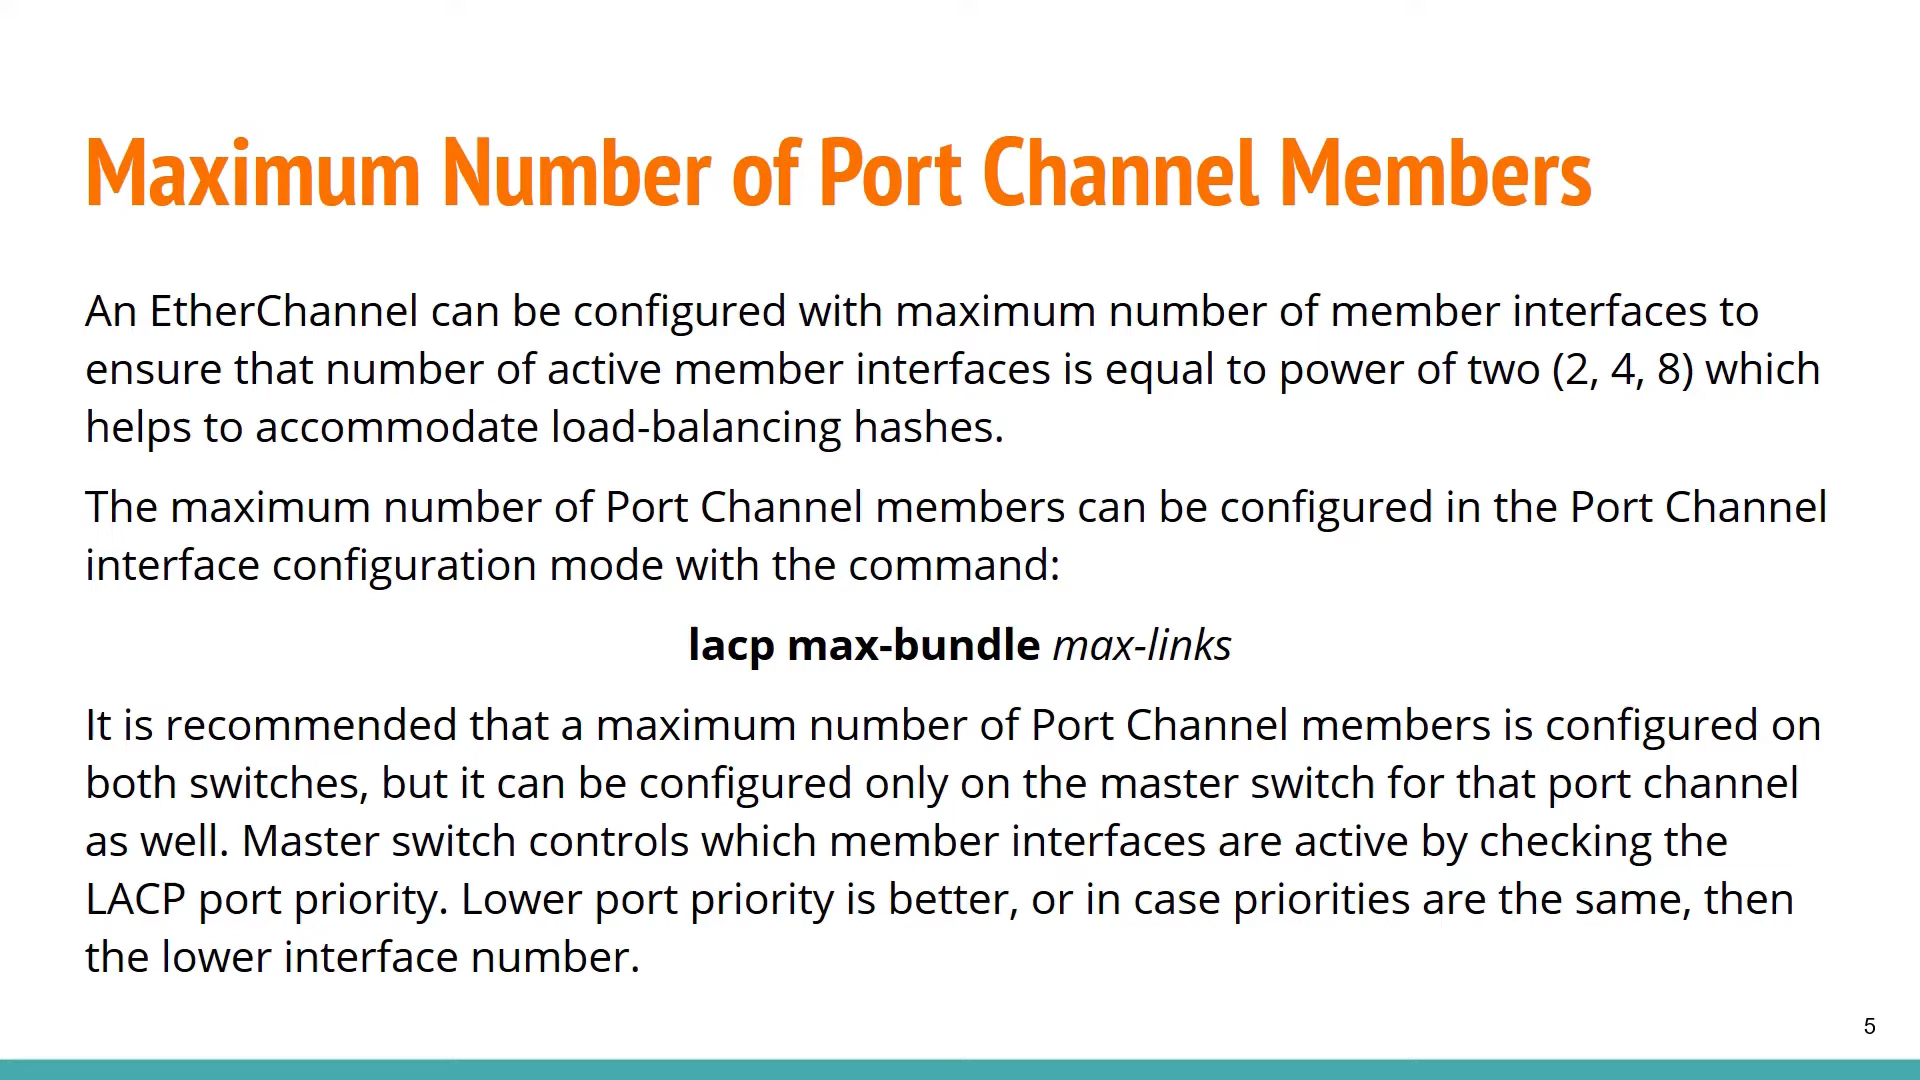 Maximum Number of Port Channel Members
An EtherChannel can be configured with maximum number of member interfaces to
ensure that number of active member interfaces is equal to power of two (2, 4, 8) which
helps to accommodate load-balancing hashes.
The maximum number of Port Channel members can be configured in the Port Channel
interface configuration mode with the command:
lacp max-bundle max-links
It is recommended that a maximum number of Port Channel members is configured on
both switches, but it can be configured only on the master switch for that port channel
as well. Master switch controls which member interfaces are active by checking the
LACP port priority. Lower port priority is better, or in case priorities are the same, then
the lower interface number.
5